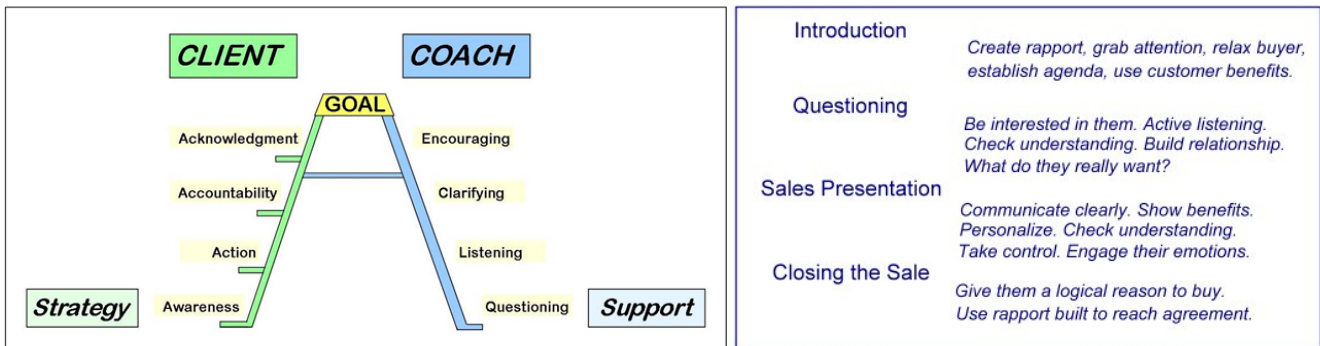 CLIENT
COACH
GOAL
Acknowledgment
Encouraging
Accountability
Clarifying
Action
Listening
Strategy
Awareness
Questioning
Support
Introduction
Create rapport, grab attention, relax buyer,
establish agenda, use customer benefits.
Questioning
Be interested in them. Active listening.
Check understanding. Build relationship.
What do they really want?
Sales Presentation
Communicate clearly. Show benefits.
Personalize. Check understanding.
Take control. Engage their emotions.
Closing the Sale
Give them a logical reason to buy.
Use rapport built to reach agreement.